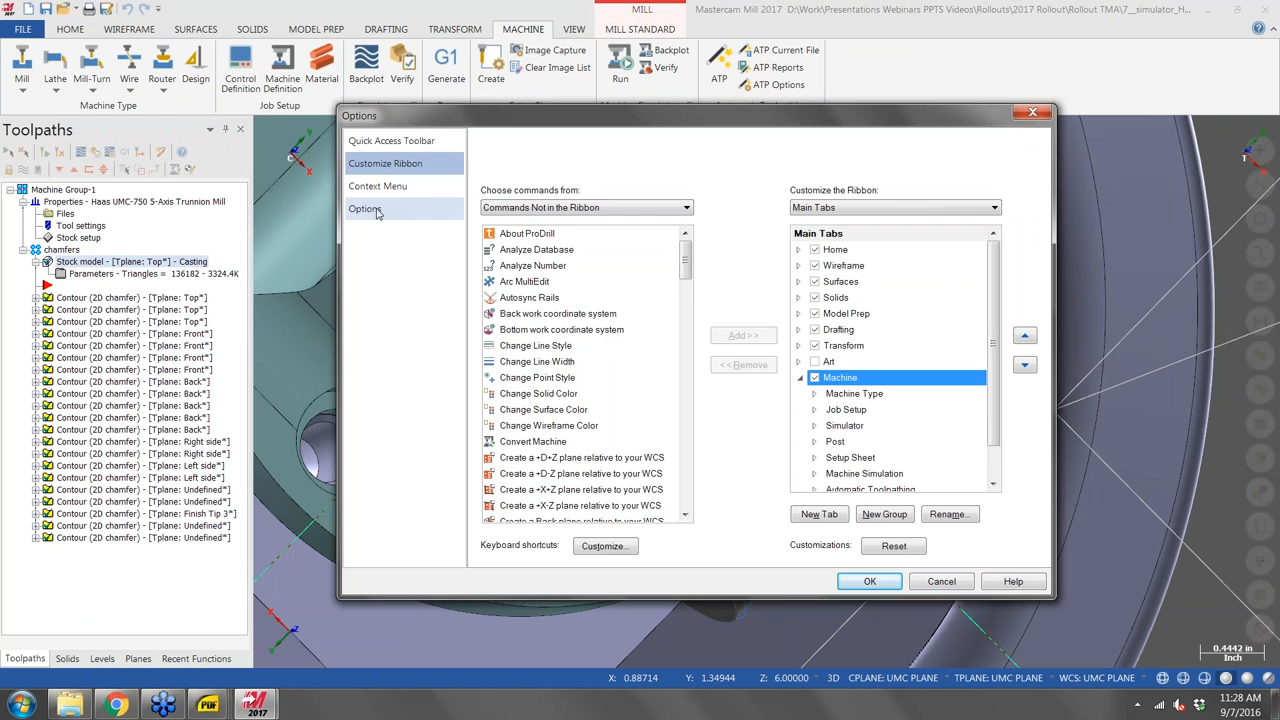 MILL
Mastercam Mill 2017 D:\Work\Presentations Webinars PPTS Videos\Rollouts\2017 Rollout\Rollout TMA\7__simulator_H...
2017
FILE HOME WIREFRAME SURFACES SOLIDS MODEL PREP DRAFTING TRANSFORM MACHINE VIEW MILL STANDARD
Mill Lathe Mill-Turn Wire Router Design
Machine Type
Control Definition Machine Definition Material
Job Setup
Backplot Verify
G1
Generate
Create
Image Capture
Clear Image List
Run
Backplot
Verify
ATP
ATP Current File
ATP Reports
ATP Options
Toolpaths
Machine Group-1
Properties - Haas UMC-750 5-Axis Trunnion Mill
Files
Tool settings
Stock setup
chamfers
Stock model - [Tplane: Top*] - Casting
Parameters - Triangles = 136182 - 3324.4K
Contour (2D chamfer) - [Tplane: Top*]
Contour (2D chamfer) - [Tplane: Top*]
Contour (2D chamfer) - [Tplane: Top*]
Contour (2D chamfer) - [Tplane: Front*]
Contour (2D chamfer) - [Tplane: Front*]
Contour (2D chamfer) - [Tplane: Front*]
Contour (2D chamfer) - [Tplane: Front*]
Contour (2D chamfer) - [Tplane: Back*]
Contour (2D chamfer) - [Tplane: Back*]
Contour (2D chamfer) - [Tplane: Back*]
Contour (2D chamfer) - [Tplane: Back*]
Contour (2D chamfer) - [Tplane: Back*]
Contour (2D chamfer) - [Tplane: Right side*]
Contour (2D chamfer) - [Tplane: Right side*]
Contour (2D chamfer) - [Tplane: Left side*]
Contour (2D chamfer) - [Tplane: Left side*]
Contour (2D chamfer) - [Tplane: Undefined*]
Contour (2D chamfer) - [Tplane: Undefined*]
Contour (2D chamfer) - [Tplane: Finish Tip 3*]
Contour (2D chamfer) - [Tplane: Undefined*]
Contour (2D chamfer) - [Tplane: Undefined*]
Toolpaths Solids Levels Planes Recent Functions
Options
Quick Access Toolbar
Customize Ribbon
Context Menu
Options
Choose commands from:
Commands Not in the Ribbon
About ProDrill
Analyze Database
Analyze Number
Arc MultiEdit
Autosync Rails
Back work coordinate system
Bottom work coordinate system
Change Line Style
Change Line Width
Change Point Style
Change Solid Color
Change Surface Color
Change Wireframe Color
Convert Machine
Create a +D+Z plane relative to your WCS
Create a +D-Z plane relative to your WCS
Create a +X+Z plane relative to your WCS
Create a +X-Z plane relative to your WCS
Create a Back plane relative to your WCS
Keyboard shortcuts: Customize...
Add >>
<< Remove
Customize the Ribbon:
Main Tabs
Main Tabs
Home
Wireframe
Surfaces
Solids
Model Prep
Drafting
Transform
Art
Machine
Machine Type
Job Setup
Simulator
Post
Setup Sheet
Machine Simulation
Automatic Toolpathing
New Tab New Group Rename...
Customizations: Reset
OK Cancel Help
0.4442 in
Inch
X: 0.88714 Y: 1.34944 Z: 6.00000 3D CPLANE: UMC PLANE TPLANE: UMC PLANE WCS: UMC PLANE
PDF
2017
11:28 AM
9/7/2016